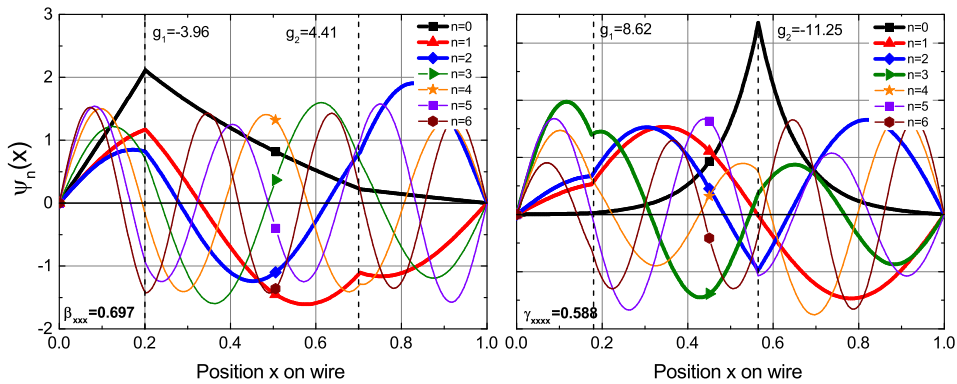 g1=-3.96
g2=4.41
n=0
n=1
n=2
n=3
n=4
n=5
n=6
3
2
1
0
-1
-2
ψn(x)
βxxx=0.697
0.0 0.2 0.4 0.6 0.8 1.0
Position x on wire
g1=8.62
g2=-11.25
n=0
n=1
n=2
n=3
n=4
n=5
n=6
γxxxx=0.588
0.0 0.2 0.4 0.6 0.8 1.0
Position x on wire